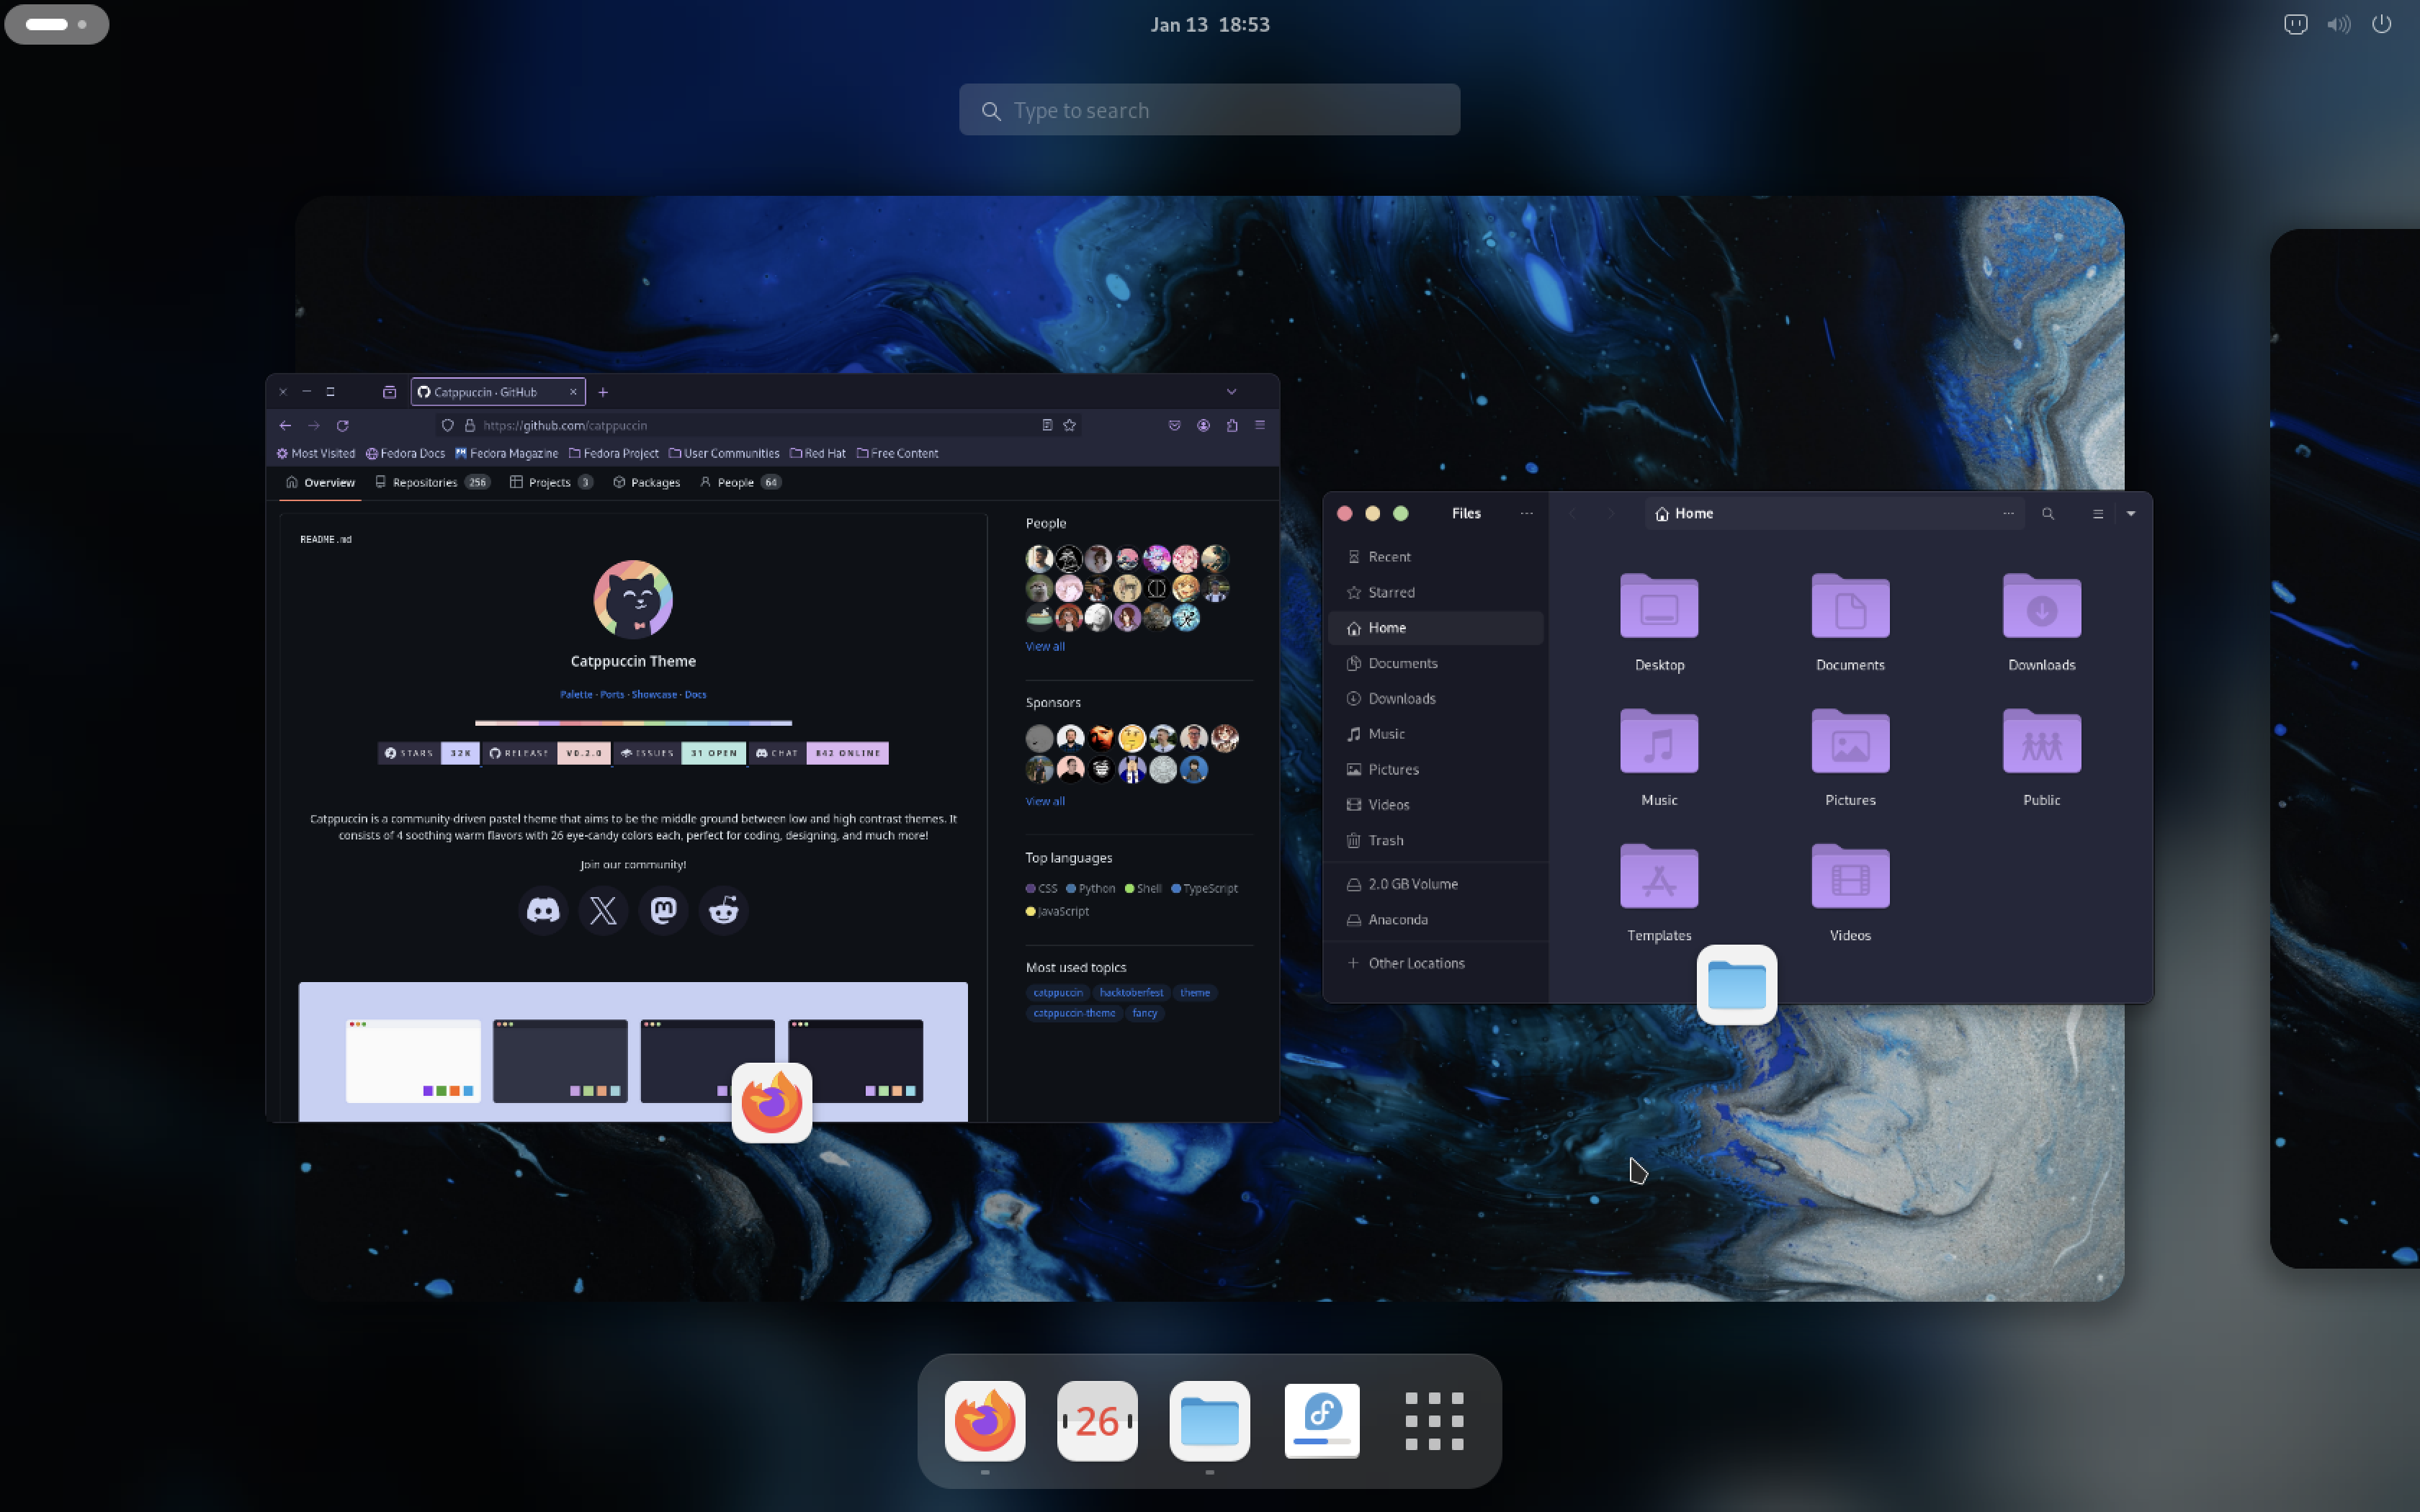 Jan 13 18:53
Type to search
Catppuccin · GitHub
https://github.com/catppuccin
Most Visited Fedora Docs Fedora Magazine Fedora Project User Communities Red Hat Free Content
Overview Repositories 256 Projects 3 Packages People 64
README.md
Catppuccin Theme
Palette · Ports · Showcase · Docs
STARS 32K RELEASE V0.2.0 ISSUES 31 OPEN CHAT 842 ONLINE
Catppuccin is a community-driven pastel theme that aims to be the middle ground between low and high contrast themes. It
consists of 4 soothing warm flavors with 26 eye-candy colors each, perfect for coding, designing, and much more!
Join our community!
People
View all
Sponsors
View all
Top languages
CSS Python Shell TypeScript
JavaScript
Most used topics
catppuccin hacktoberfest theme
catppuccin-theme fancy
Files
Home
Recent
Starred
Home
Documents
Downloads
Music
Pictures
Videos
Trash
2.0 GB Volume
Anaconda
Other Locations
Desktop Documents Downloads
Music Pictures Public
Templates Videos
26